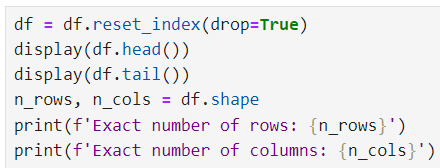 df = df.reset_index(drop=True)
display(df.head())
display(df.tail())
n_rows, n_cols = df.shape
print(f'Exact number of rows: {n_rows}')
print(f'Exact number of columns: {n_cols}')